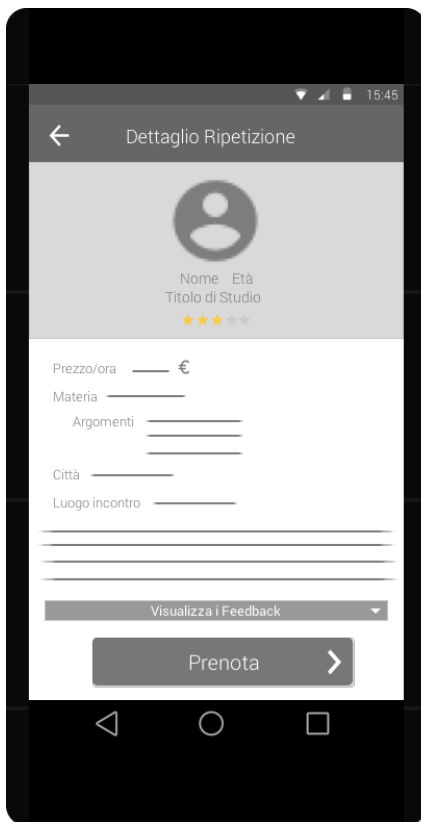 15:45
Dettaglio Ripetizione
Nome Età
Titolo di Studio
Prezzo/ora €
Materia
Argomenti
Città
Luogo incontro
Visualizza i Feedback
Prenota